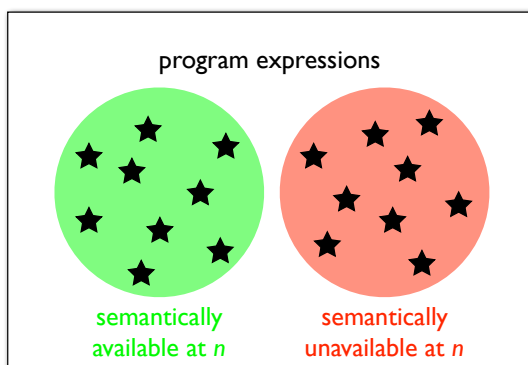 program expressions
semantically
available at n
semantically
unavailable at n